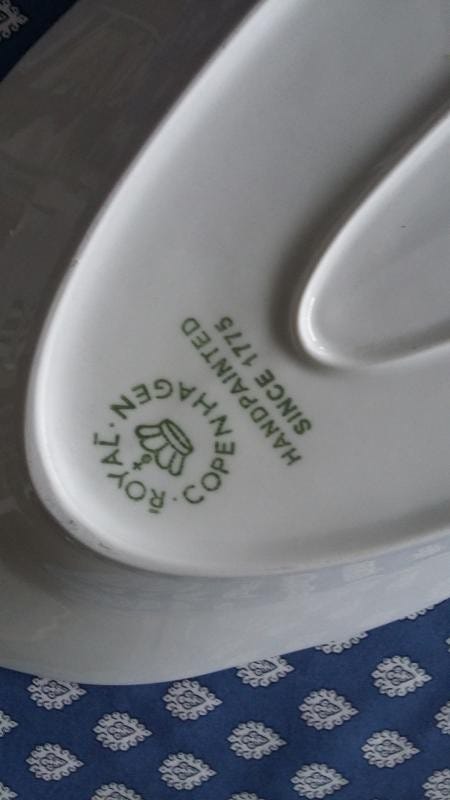 ROYAL · COPENHAGEN ·
HANDPAINTED
SINCE 1775